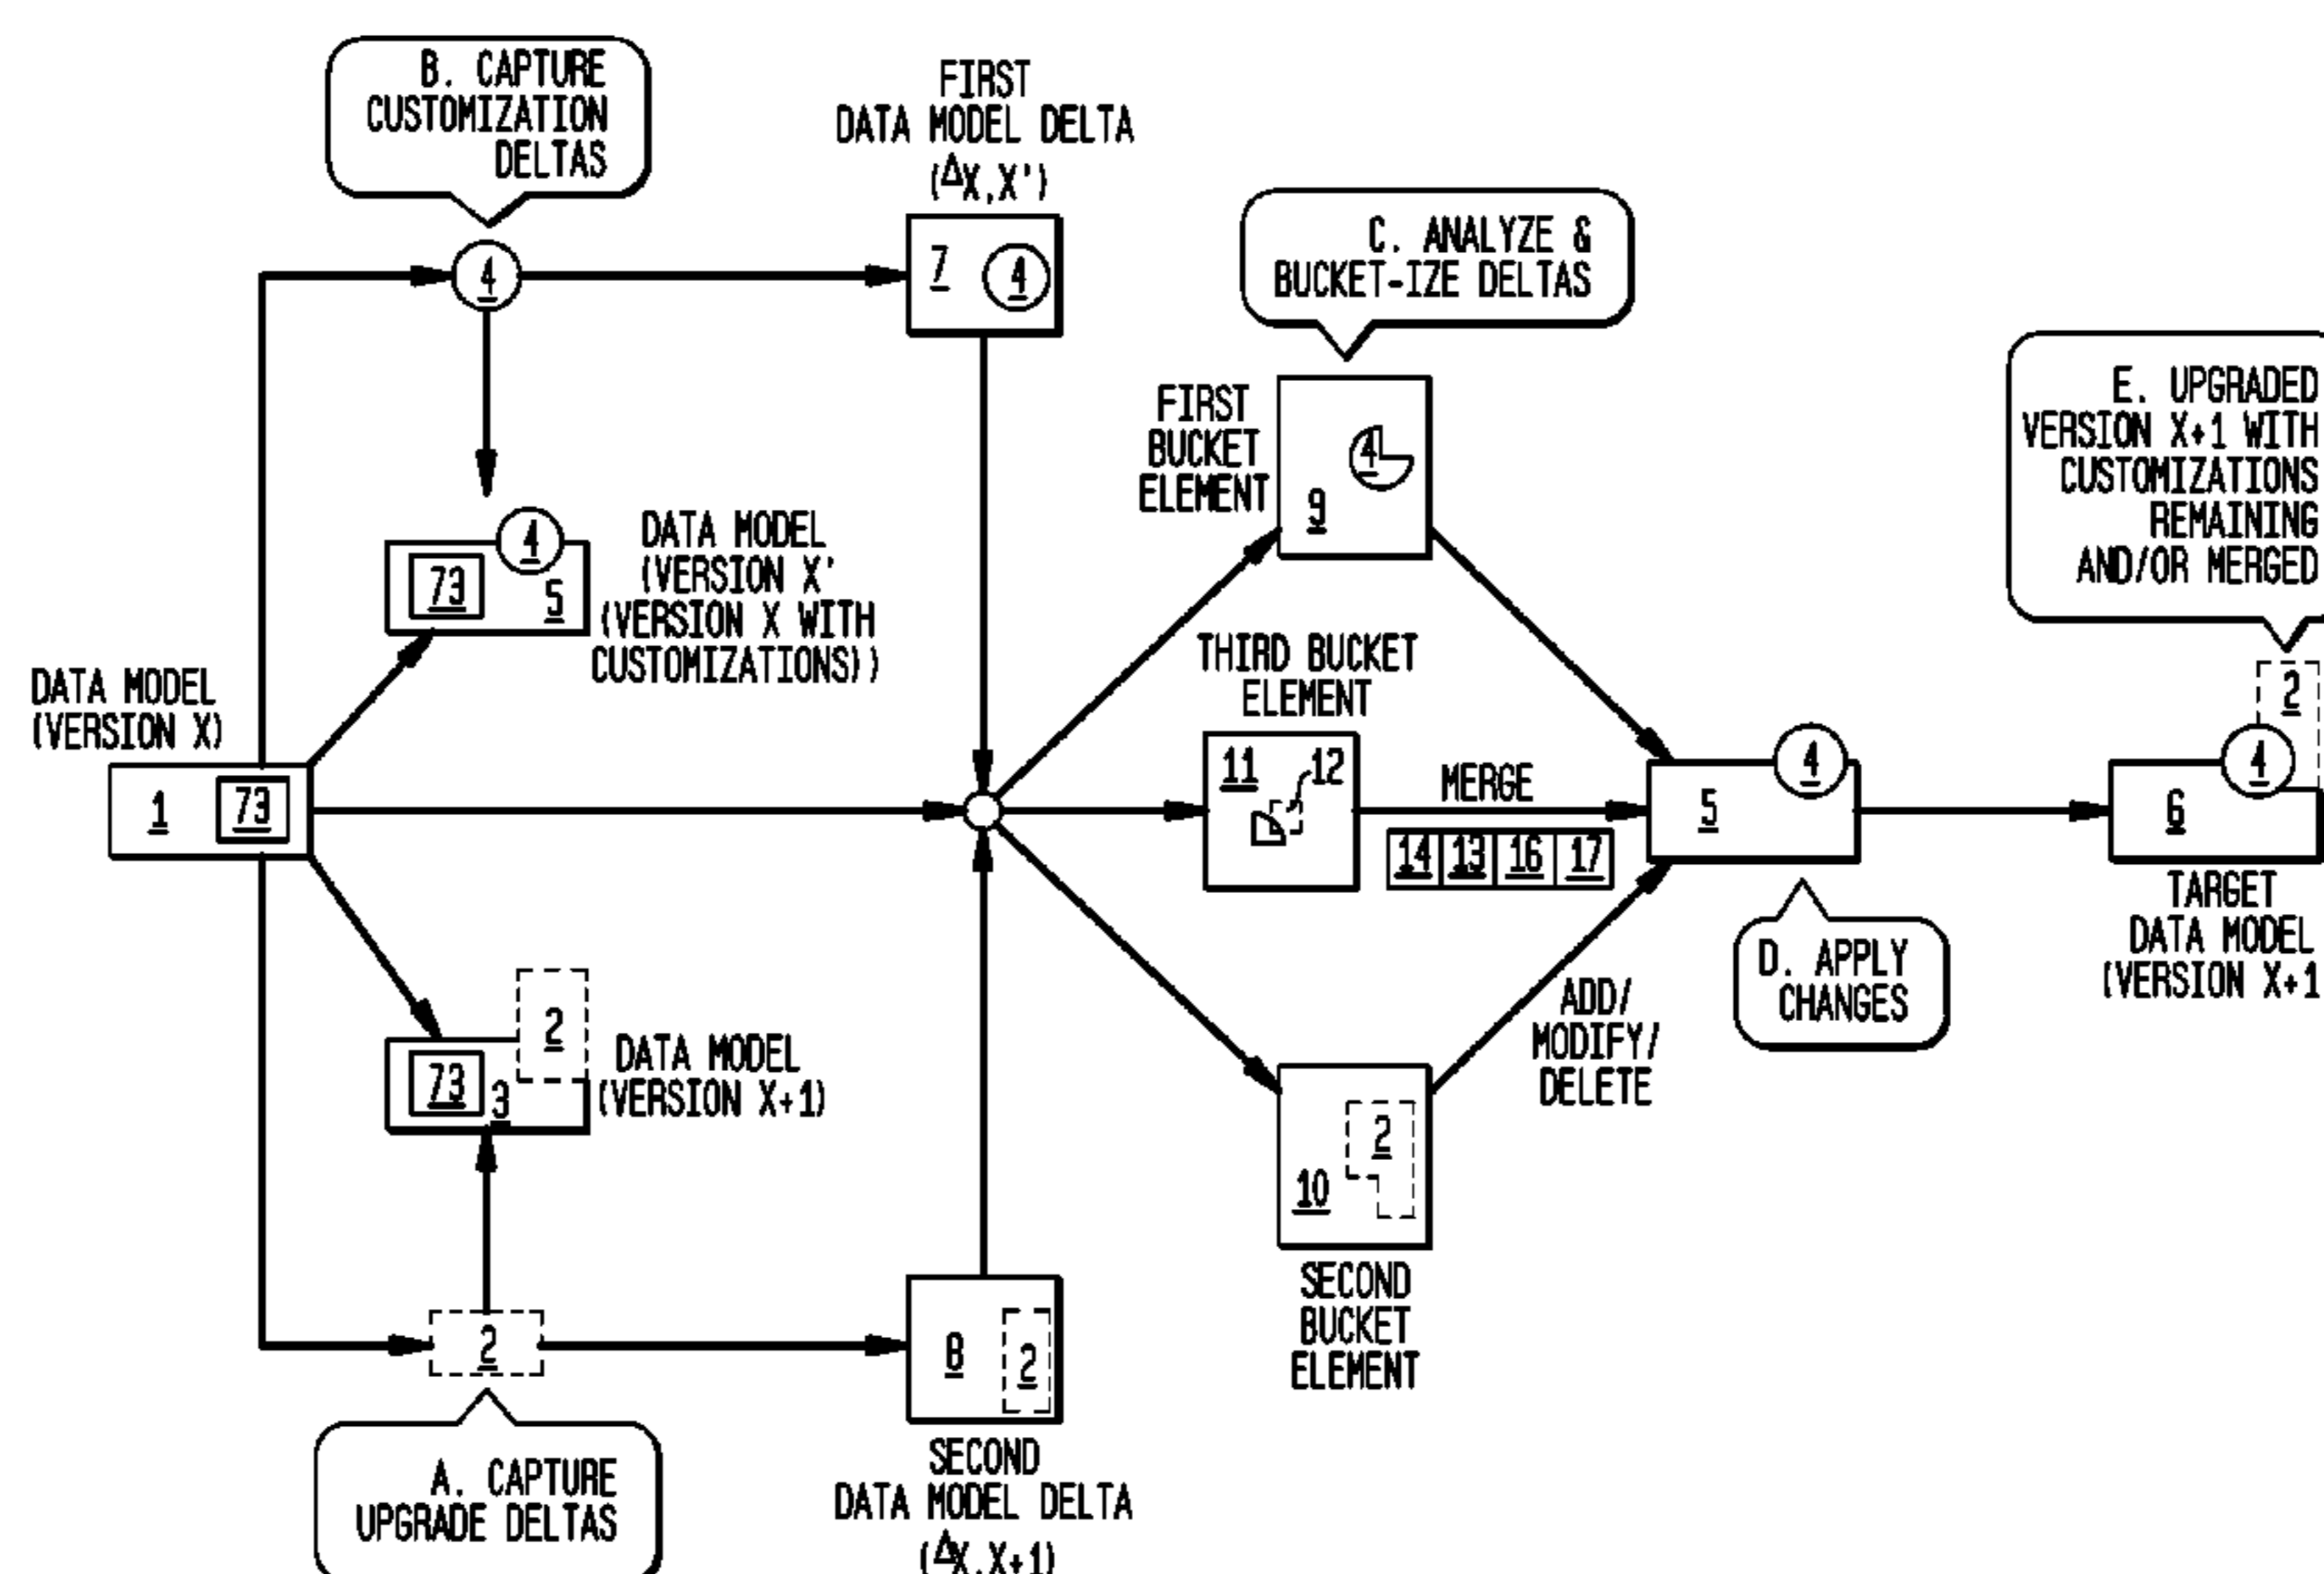 B. CAPTURE
CUSTOMIZATION
DELTAS
FIRST
DATA MODEL DELTA
(ΔX,X')
4
7
4
C. ANALYZE &
BUCKET-IZE DELTAS
FIRST
BUCKET
ELEMENT
4
9
E. UPGRADED
VERSION X+1 WITH
CUSTOMIZATIONS
REMAINING
AND/OR MERGED
4
73
5
DATA MODEL
(VERSION X'
(VERSION X WITH
CUSTOMIZATIONS))
DATA MODEL
(VERSION X)
1
73
THIRD BUCKET
ELEMENT
11
12
MERGE
14
13
16
17
4
5
2
4
6
TARGET
DATA MODEL
(VERSION X+1
D. APPLY
CHANGES
2
73
3
DATA MODEL
(VERSION X+1)
ADD/
MODIFY/
DELETE
2
10
SECOND
BUCKET
ELEMENT
2
8
2
A. CAPTURE
UPGRADE DELTAS
SECOND
DATA MODEL DELTA
(ΔX,X+1)